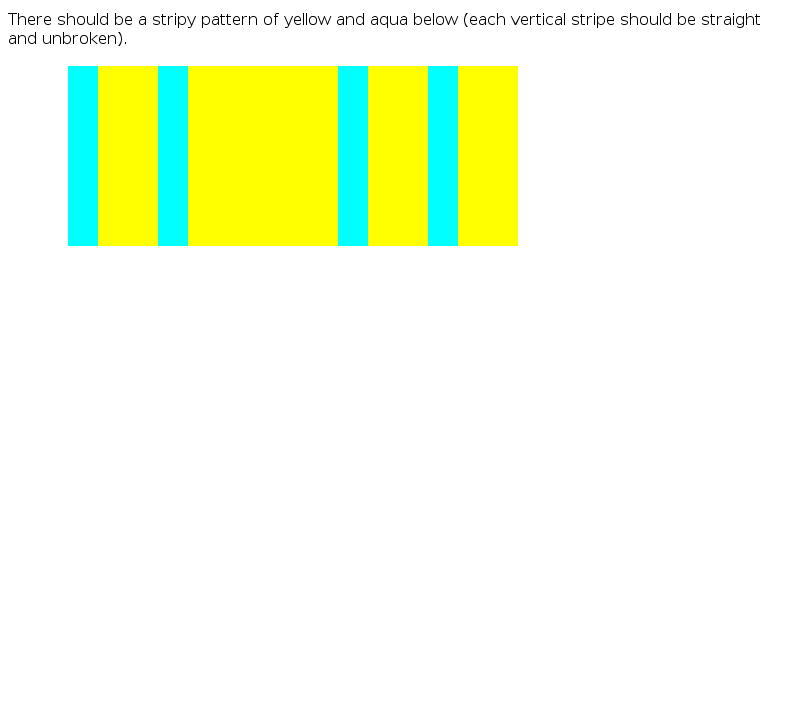 There should be a stripy pattern of yellow and aqua below (each vertical stripe should be straight
and unbroken).